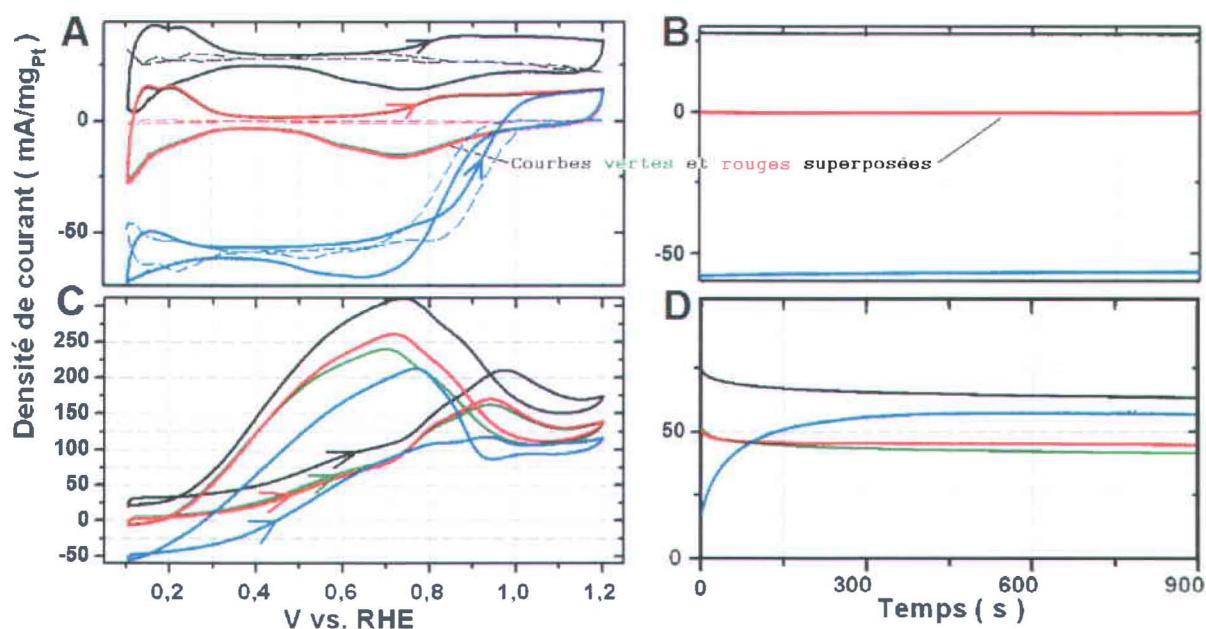 Densité de courant ( mA/mgPt)
A
0
-50
Courbes vertes et rouges superposées
B
0
-50
C
250
200
150
100
50
0
-50
0,2
0,4
0,6
0,8
1,0
1,2
V vs. RHE
D
50
0
0
300
600
900
Temps ( s )